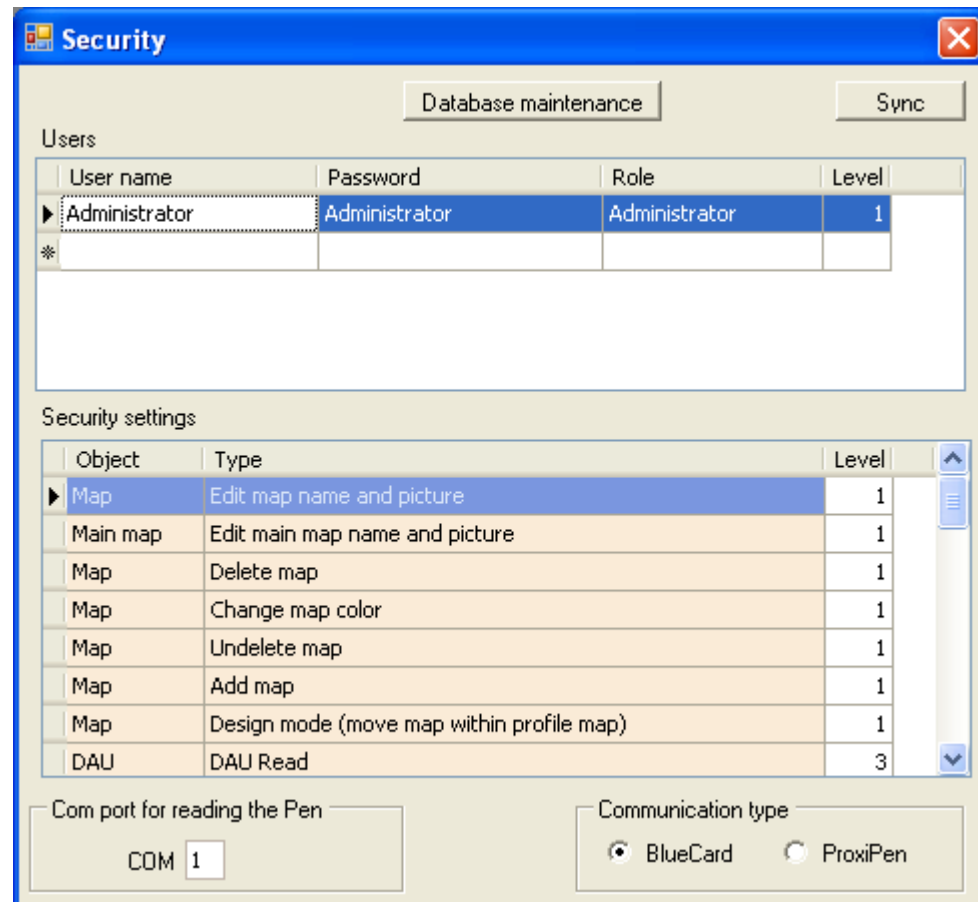 Security
Database maintenance Sync
Users
User name Password Role Level
Administrator Administrator Administrator 1
Security settings
Object Type Level
Map Edit map name and picture 1
Main map Edit main map name and picture 1
Map Delete map 1
Map Change map color 1
Map Undelete map 1
Map Add map 1
Map Design mode (move map within profile map) 1
DAU DAU Read 3
Com port for reading the Pen Communication type
COM 1 BlueCard ProxiPen